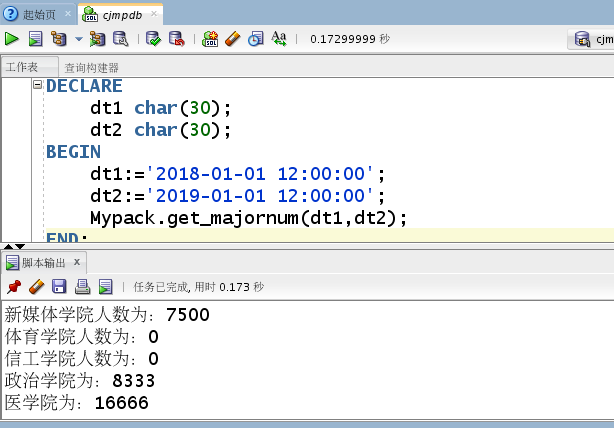 起始页
cjmpdb
0.17299999 秒
cjm
工作表 查询构建器
DECLARE
dt1 char(30);
dt2 char(30);
BEGIN
dt1:='2018-01-01 12:00:00';
dt2:='2019-01-01 12:00:00';
Mypack.get_majornum(dt1,dt2);
END;
脚本输出
任务已完成, 用时 0.173 秒
新媒体学院人数为：7500
体育学院人数为：0
信工学院人数为：0
政治学院为：8333
医学院为：16666